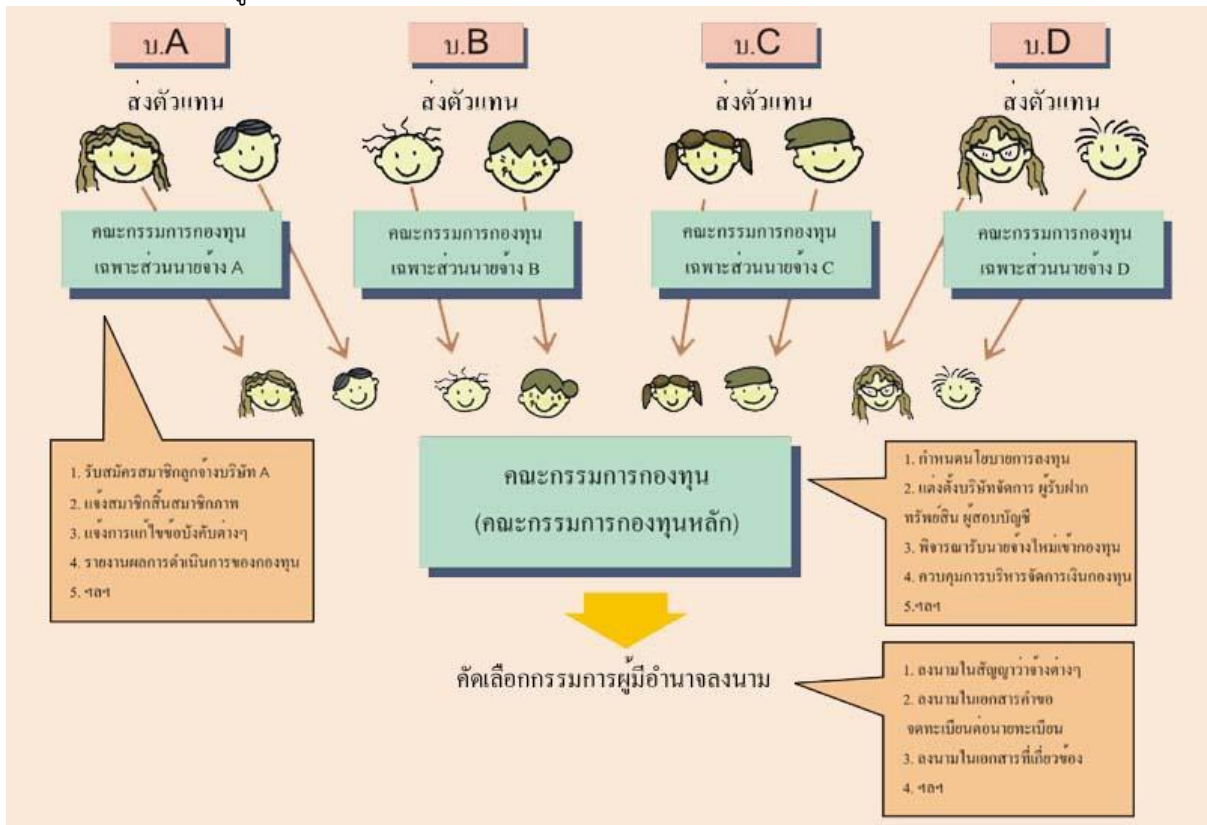 บ.A
บ.B
บ.C
บ.D
ส่งตัวแทน
ส่งตัวแทน
ส่งตัวแทน
ส่งตัวแทน
คณะกรรมการกองทุน
เฉพาะส่วนนายจ้าง A
คณะกรรมการกองทุน
เฉพาะส่วนนายจ้าง B
คณะกรรมการกองทุน
เฉพาะส่วนนายจ้าง C
คณะกรรมการกองทุน
เฉพาะส่วนนายจ้าง D
1. รับสมัครสมาชิกลูกจ้างบริษัท A
2. แจ้งสมาชิกสิ้นสมาชิกภาพ
3. แจ้งการแก้ไขข้อบังคับต่างๆ
4. รายงานผลการดำเนินการของกองทุน
5. ฯลฯ
คณะกรรมการกองทุน
(คณะกรรมการกองทุนหลัก)
1. กำหนดนโยบายการลงทุน
2. แต่งตั้งบริษัทจัดการ ผู้รับฝาก
ทรัพย์สิน ผู้สอบบัญชี
3. พิจารณารับนายจ้างใหม่เข้ากองทุน
4. ควบคุมการบริหารจัดการเงินกองทุน
5.ฯลฯ
คัดเลือกกรรมการผู้มีอำนาจลงนาม
1. ลงนามในสัญญาว่าจ้างต่างๆ
2. ลงนามในเอกสารคำขอ
จดทะเบียนต่อนายทะเบียน
3. ลงนามในเอกสารที่เกี่ยวข้อง
4. ฯลฯ